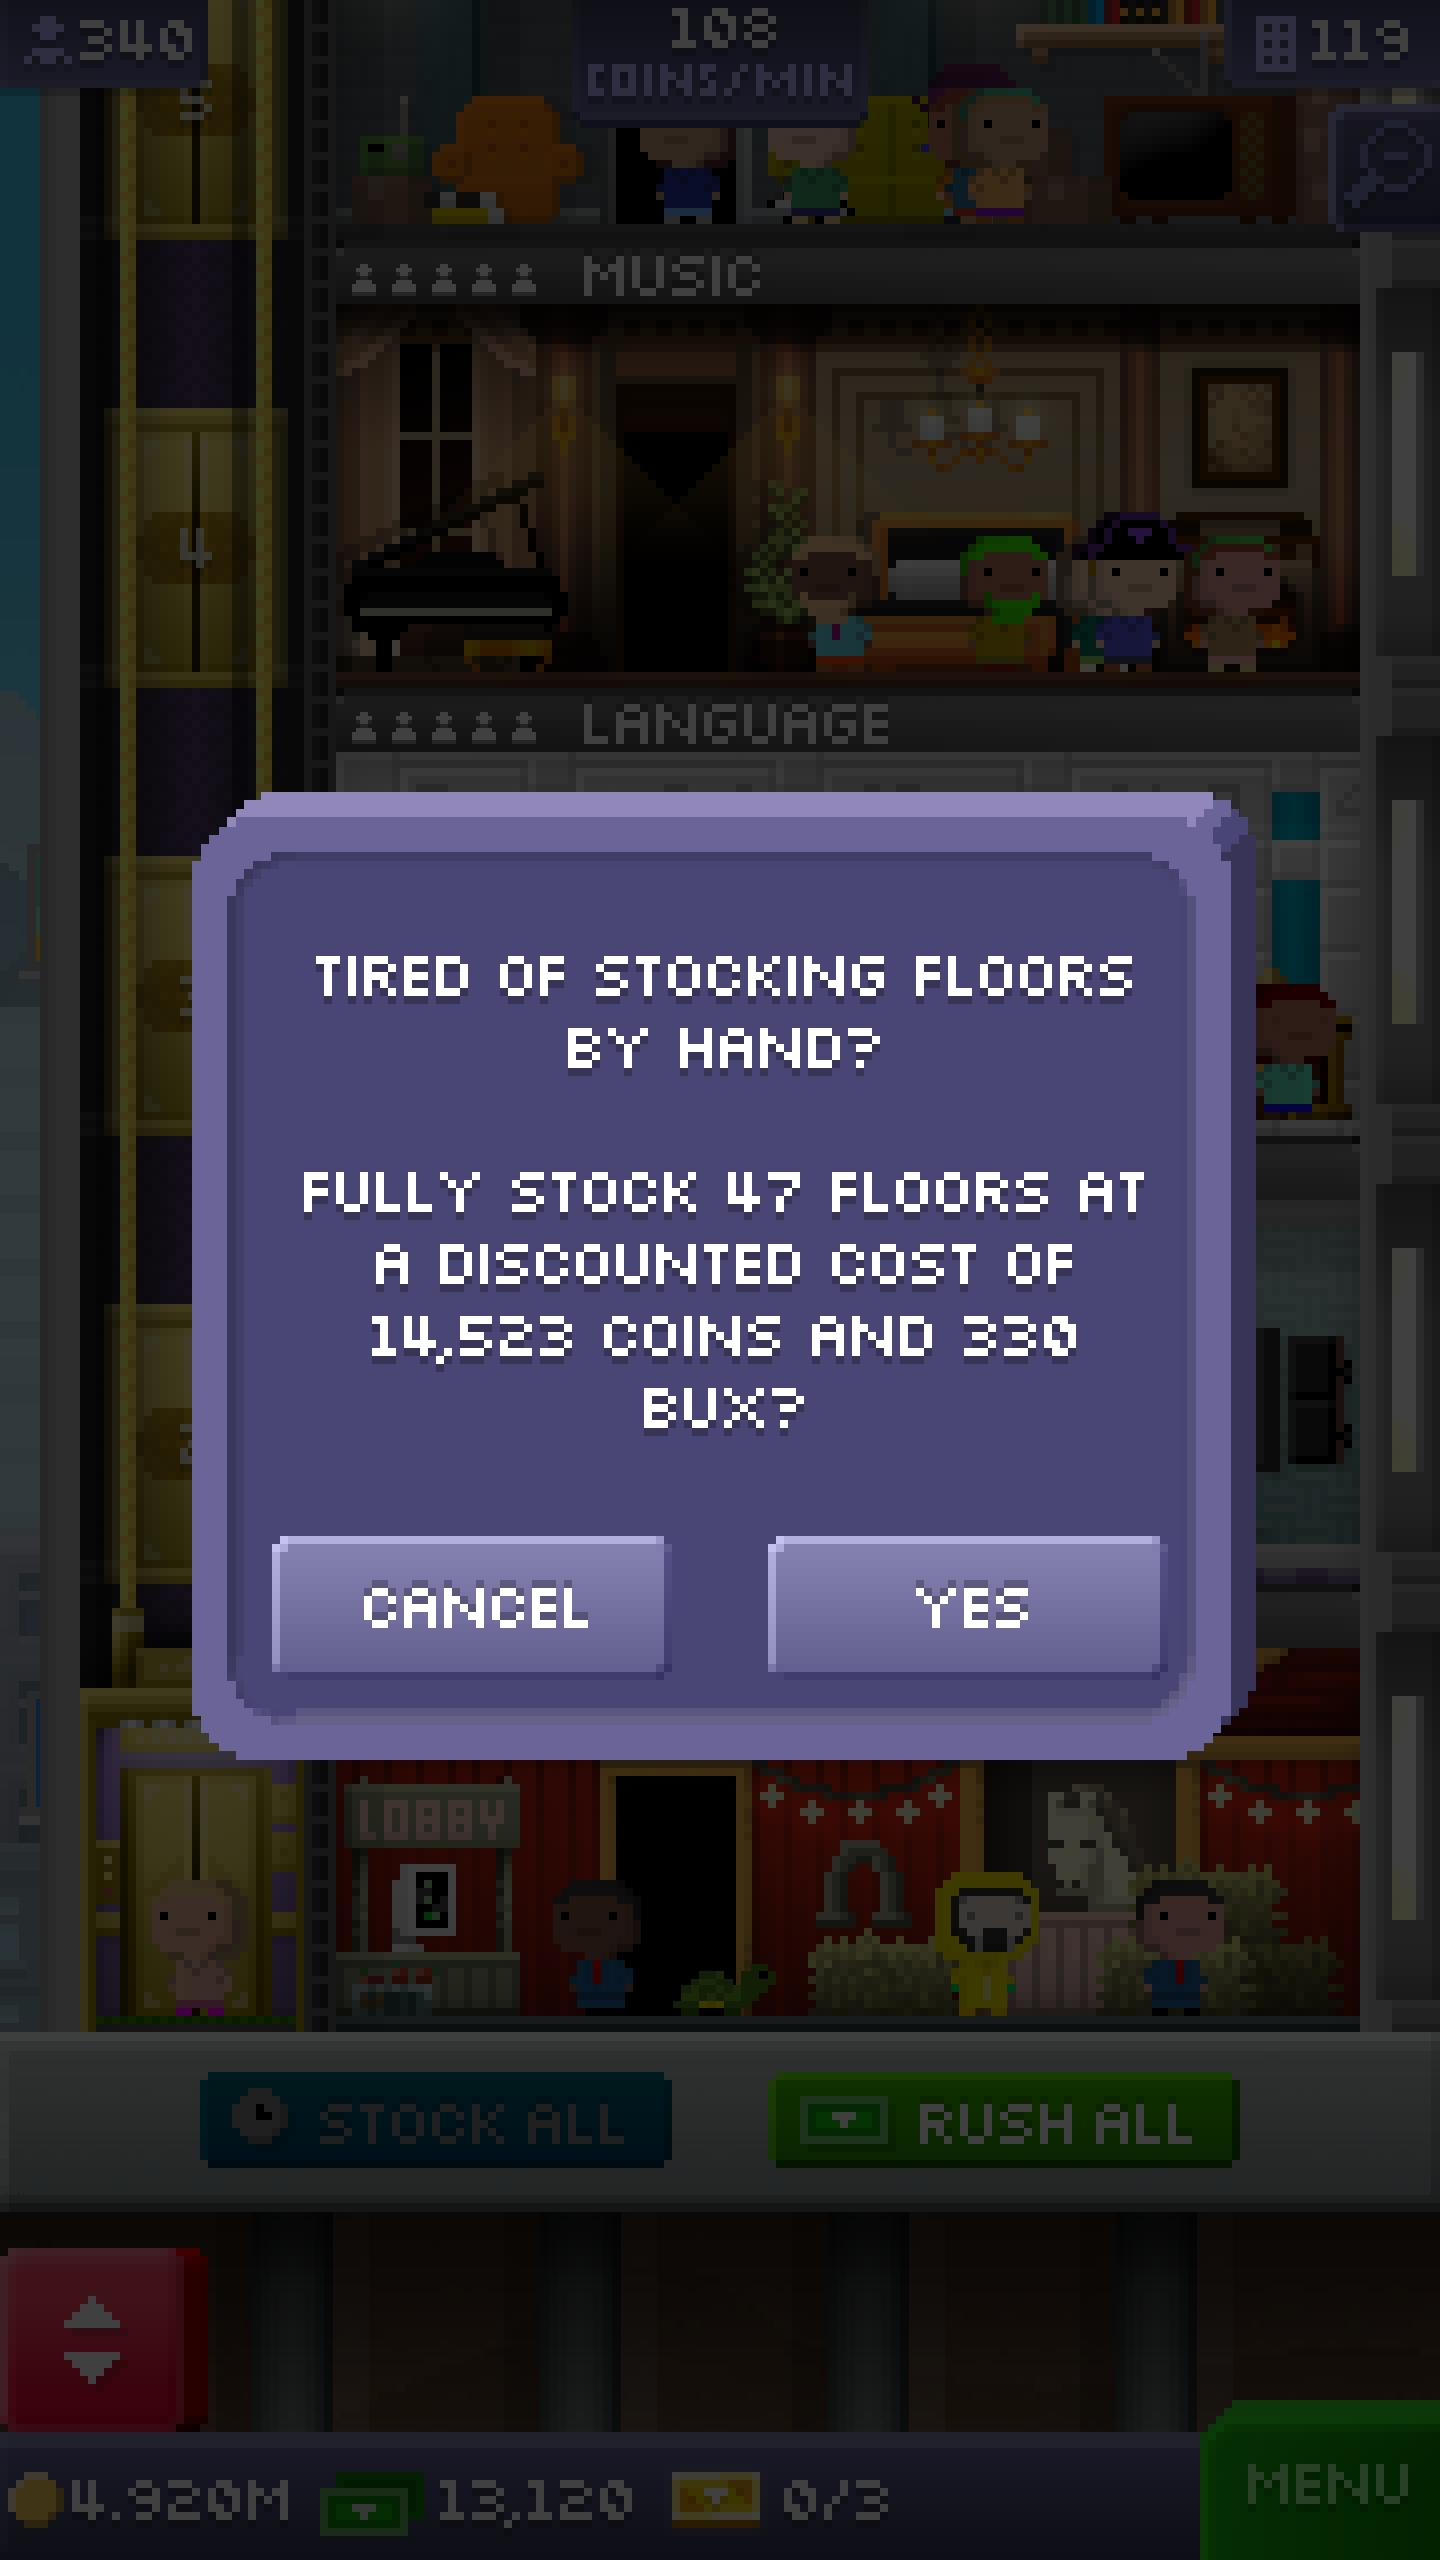 340
108
COINS/MIN
119
5
MUSIC
4
LANGUAGE
TIRED OF STOCKING FLOORS
BY HAND?
FULLY STOCK 47 FLOORS AT
A DISCOUNTED COST OF
14,523 COINS AND 330
BUX?
CANCEL
YES
LOBBY
STOCK ALL
RUSH ALL
4.920M
13,120
0/3
MENU